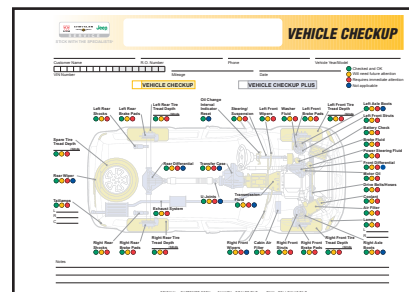 Jeep
VEHICLE CHECKUP
Customer Name
R.O. Number
Phone
Vehicle Year/Model
VIN Number
Mileage
Date
Checked and OK
Will need future attention
Requires immediate attention
Not applicable
VEHICLE CHECKUP
VEHICLE CHECKUP PLUS
Left Rear
Shocks
Left Rear
Brake Pads
Left Rear Tire
Tread Depth
Oil Change
Interval
Indicator
Reset
Steering/
Suspension
Left Front
Wipers
Washer
Fluid
Left Front
Brake Pads
Left Front Tire
Tread Depth
Left Axle Boots
Left Front Struts
Battery Check
Brake Fluid
Power Steering Fluid
Front Differential
Motor Oil
Drive Belts/Hoses
Coolant
Air Filter
Lamps
Spare Tire
Tread Depth
Rear Wiper
Taillamps
Rear Differential
Transfer Case
U-Joints
Transmission
Fluid
Exhaust System
Right Rear
Shocks
Right Rear
Brake Pads
Right Rear Tire
Tread Depth
Right Front
Wipers
Cabin Air
Filter
Right Front
Struts
Right Front
Brake Pads
Right Front Tire
Tread Depth
Right Axle
Boots
Notes